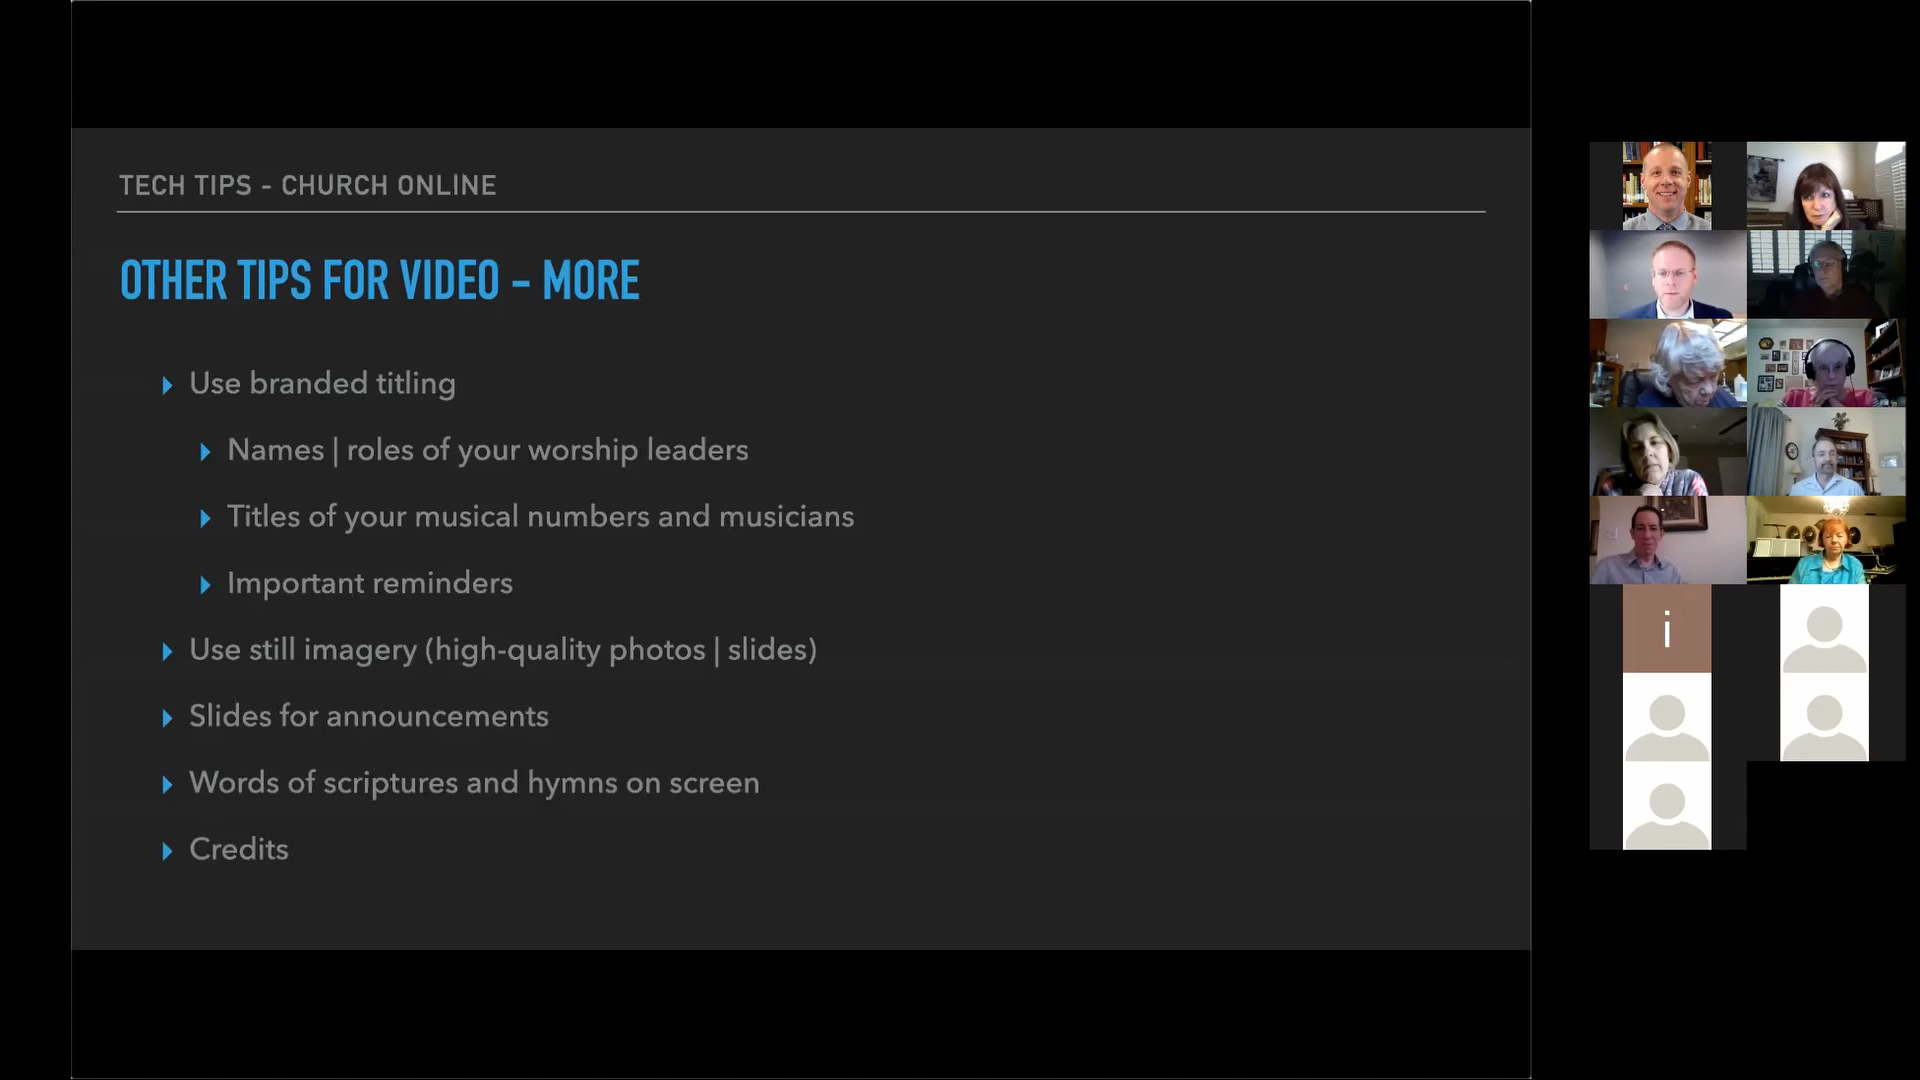 TECH TIPS - CHURCH ONLINE
OTHER TIPS FOR VIDEO – MORE
Use branded titling
Names | roles of your worship leaders
Titles of your musical numbers and musicians
Important reminders
Use still imagery (high-quality photos | slides)
Slides for announcements
Words of scriptures and hymns on screen
Credits
i